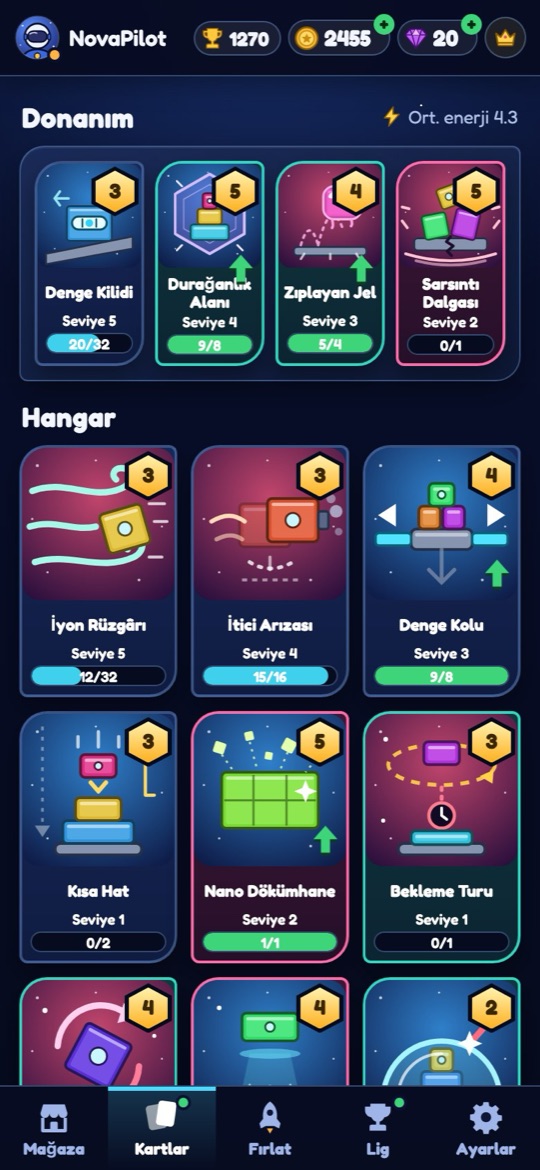 NovaPilot
1270
2455
20
Donanım
Ort. enerji 4.3
3
5
4
5
Denge Kilidi
Durağanlık
Alanı
Zıplayan Jel
Sarsıntı
Dalgası
Seviye 5
Seviye 4
Seviye 3
Seviye 2
20/32
9/8
5/4
0/1
Hangar
3
3
4
İyon Rüzgârı
İtici Arızası
Denge Kolu
Seviye 5
Seviye 4
Seviye 3
12/32
15/16
9/8
3
5
3
Kısa Hat
Nano Dökümhane
Bekleme Turu
Seviye 1
Seviye 2
Seviye 1
0/2
1/1
0/1
4
4
2
Mağaza
Kartlar
Fırlat
Lig
Ayarlar